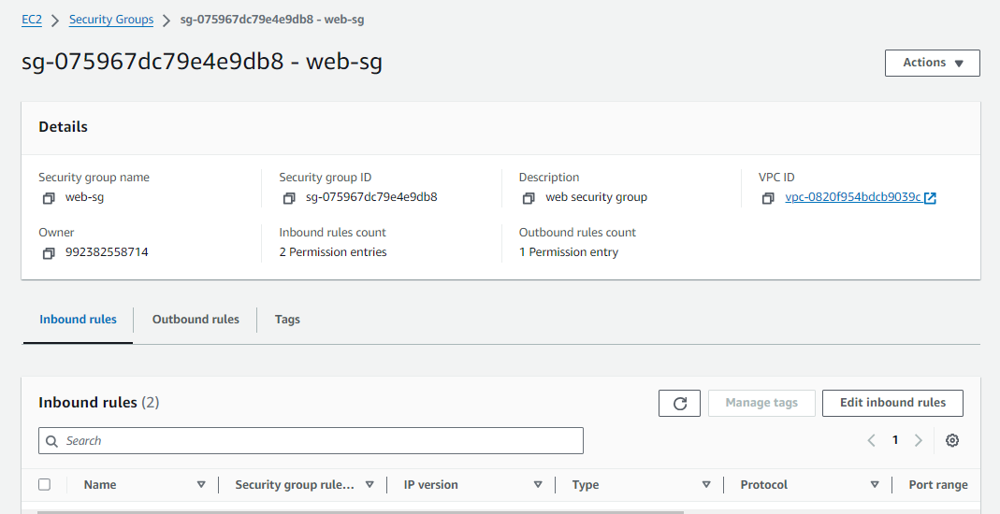 EC2 > Security Groups > sg-075967dc79e4e9db8 - web-sg
sg-075967dc79e4e9db8 - web-sg
Actions
Details
Security group name
web-sg
Security group ID
sg-075967dc79e4e9db8
Description
web security group
VPC ID
vpc-0820f954bdcb9039c
Owner
992382558714
Inbound rules count
2 Permission entries
Outbound rules count
1 Permission entry
Inbound rules
Outbound rules
Tags
Inbound rules (2)
Manage tags
Edit inbound rules
Search
1
Name
Security group rule...
IP version
Type
Protocol
Port range